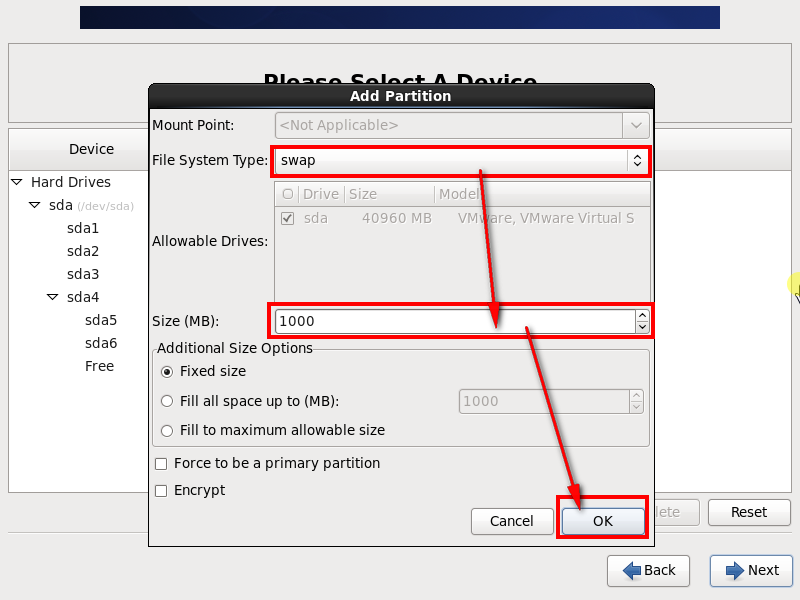 Please Select A Device
Add Partition
Mount Point:
<Not Applicable>
File System Type:
swap
Allowable Drives:
Drive Size Model
sda 40960 MB VMware, VMware Virtual S
Size (MB):
1000
Additional Size Options
Fixed size
Fill all space up to (MB):
1000
Fill to maximum allowable size
Force to be a primary partition
Encrypt
Cancel
OK
Device
Hard Drives
sda (/dev/sda)
sda1
sda2
sda3
sda4
sda5
sda6
Free
lete
Reset
Back
Next